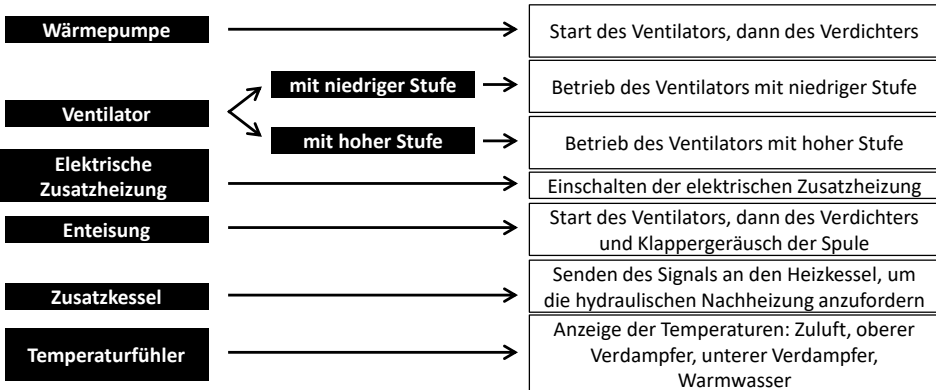 Wärmepumpe
Start des Ventilators, dann des Verdichters
Ventilator
mit niedriger Stufe
Betrieb des Ventilators mit niedriger Stufe
mit hoher Stufe
Betrieb des Ventilators mit hoher Stufe
Elektrische
Zusatzheizung
Einschalten der elektrischen Zusatzheizung
Enteisung
Start des Ventilators, dann des Verdichters
und Klappergeräusch der Spule
Zusatzkessel
Senden des Signals an den Heizkessel, um
die hydraulischen Nachheizung anzufordern
Temperaturfühler
Anzeige der Temperaturen: Zuluft, oberer
Verdampfer, unterer Verdampfer,
Warmwasser